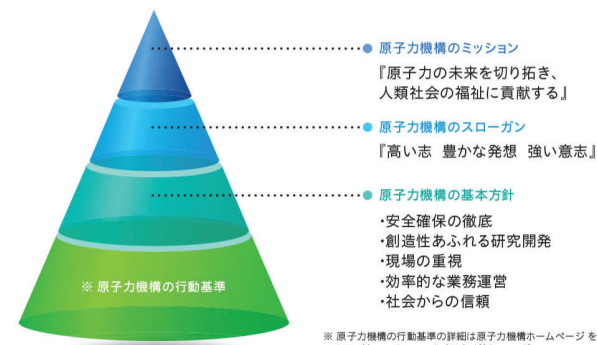 原子力機構のミッション
『原子力の未来を切り拓き、
人類社会の福祉に貢献する』
原子力機構のスローガン
『高い志 豊かな発想 強い意志』
原子力機構の基本方針
・安全確保の徹底
・創造性あふれる研究開発
・現場の重視
・効率的な業務運営
・社会からの信頼
※ 原子力機構の行動基準
※ 原子力機構の行動基準の詳細は原子力機構ホームページ を